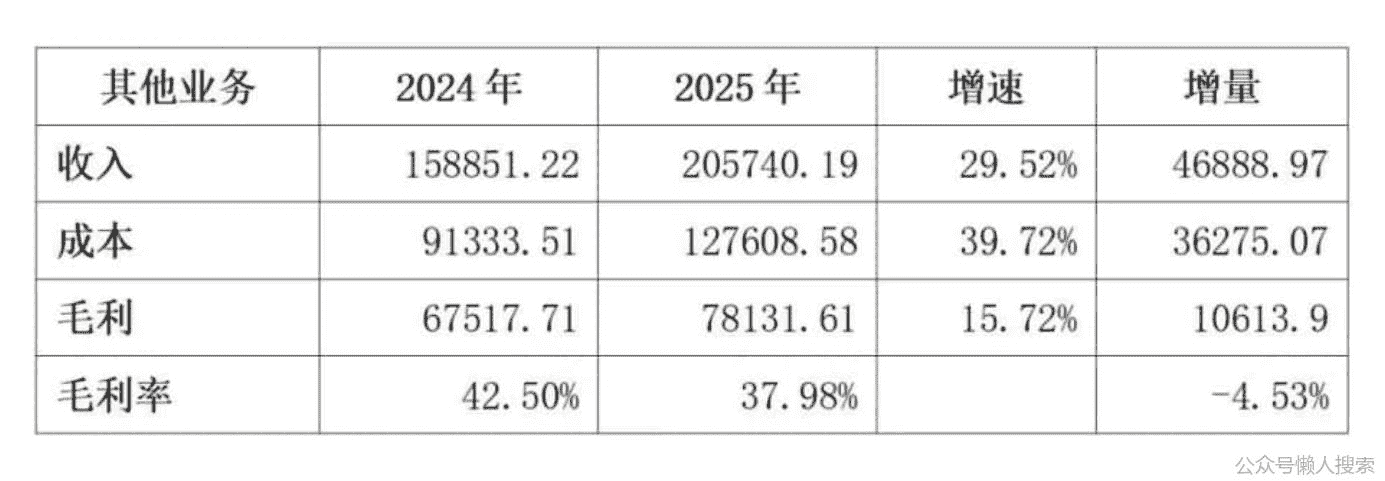 其他业务 2024年 2025年 增速 增量
收入 158851.22 205740.19 29.52% 46888.97
成本 91333.51 127608.58 39.72% 36275.07
毛利 67517.71 78131.61 15.72% 10613.9
毛利率 42.50% 37.98% -4.53%
公众号懒人搜索